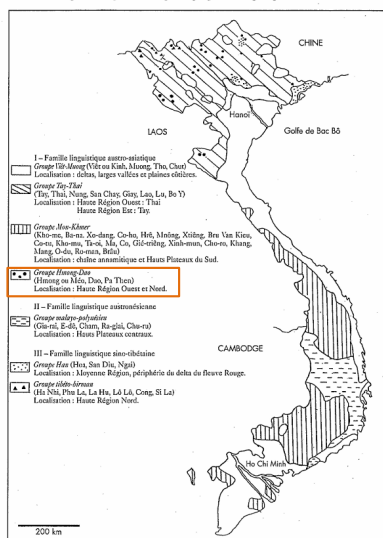 CHINE
Hanoï
LAOS
Golfe de Bac Bô
I – Famille linguistique austro-asiatique
Groupe Viêt-Muong (Viêt ou Kinh, Muong, Tho, Chut)
Localisation : deltas, larges vallées et plaines côtières.
Groupe Tay-Thaï
(Tay, Thai, Nung, San Chay, Giay, Lao, Lu, Bo Y)
Localisation : Haute Région Ouest : Thai
Haute Région Est : Tay.
Groupe Mon-Khmer
(Kho-me, Ba-na, Xo-dang, Co-ho, Hrê, Mnông, Xtiêng, Bru Van Kieu,
Co-tu, Kho-mu, Ta-oi, Ma, Co, Gié-triêng, Xinh-mun, Cho-ro, Khang,
Mang, O-du, Ro-man, Brâu)
Localisation : chaîne annamitique et Hauts Plateaux du Sud.
Groupe Hmong-Dao
(Hmong ou Méo, Dao, Pa Then)
Localisation : Haute Région Ouest et Nord.
II – Famille linguistique austronésienne
Groupe malayo-polynésien
(Gia-rai, E-dê, Cham, Ra-giai, Chu-ru)
Localisation : Hauts Plateaux centraux.
III – Famille linguistique sino-tibétaine
Groupe Han (Hoa, San Diu, Ngai)
Localisation : Moyenne Région, périphérie du delta du fleuve Rouge.
Groupe tibéto-birman
(Ha Nhi, Phu La, La Hu, Lô Lô, Cong, Si La)
Localisation : Haute Région Nord.
CAMBODGE
Ho Chi Minh
200 km